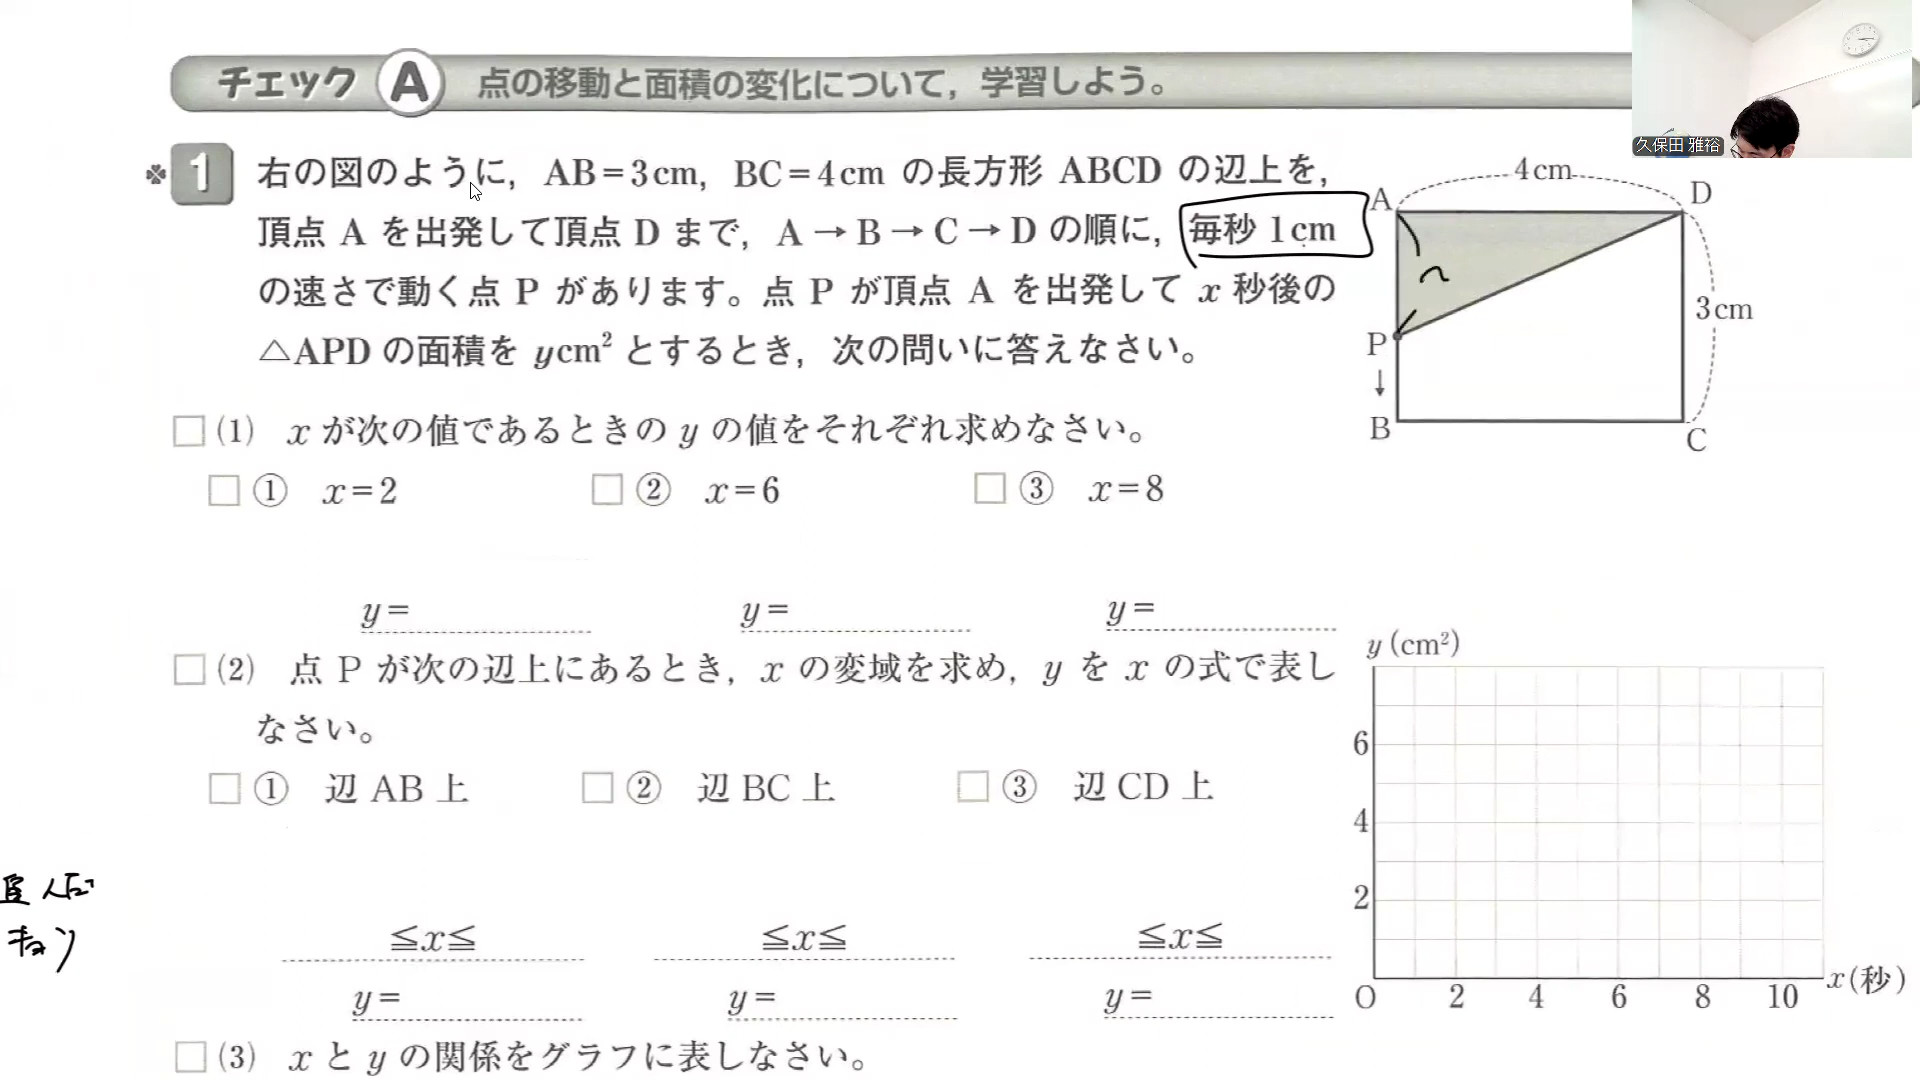 チェック A 点の移動と面積の変化について，学習しよう。
久保田 雅裕
1 右の図のように，AB＝3cm，BC＝4cm の長方形 ABCD の辺上を，
頂点 A を出発して頂点 D まで，A→B→C→D の順に，毎秒 1cm
の速さで動く点 P があります。点 P が頂点 A を出発して x 秒後の
△APD の面積を ycm² とするとき，次の問いに答えなさい。
4cm
A
D
3cm
P
↓
B
C
(1) x が次の値であるときの y の値をそれぞれ求めなさい。
① x＝2 ② x＝6 ③ x＝8
y＝ y＝ y＝
(2) 点 P が次の辺上にあるとき，x の変域を求め，y を x の式で表し
なさい。
① 辺 AB 上 ② 辺 BC 上 ③ 辺 CD 上
≦x≦ ≦x≦ ≦x≦
y＝ y＝ y＝
y (cm²)
6
4
2
O 2 4 6 8 10 x (秒)
(3) x と y の関係をグラフに表しなさい。